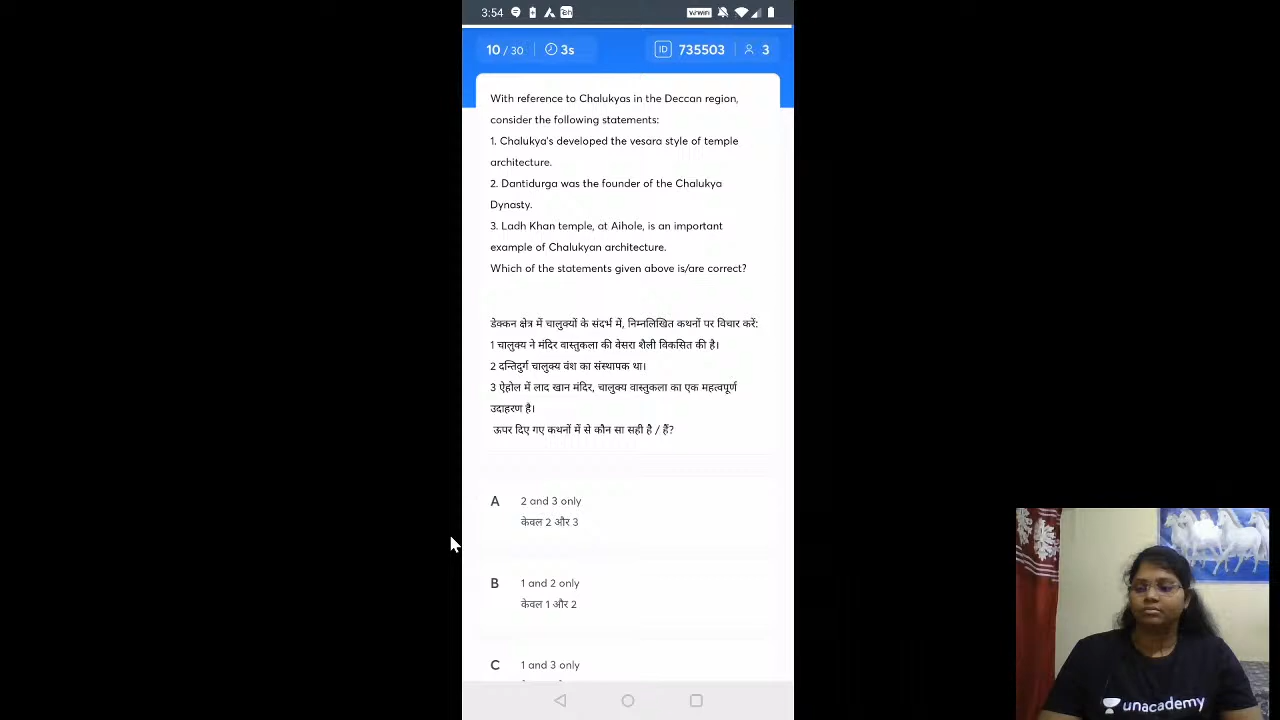 3:54
10 / 30
3s
ID 735503
3
With reference to Chalukyas in the Deccan region,
consider the following statements:
1. Chalukya's developed the vesara style of temple
architecture.
2. Dantidurga was the founder of the Chalukya
Dynasty.
3. Ladh Khan temple, at Aihole, is an important
example of Chalukyan architecture.
Which of the statements given above is/are correct?
डेक्कन क्षेत्र में चालुक्यों के संदर्भ में, निम्नलिखित कथनों पर विचार करें:
1 चालुक्य ने मंदिर वास्तुकला की वेसरा शैली विकसित की है।
2 दन्तिदुर्ग चालुक्य वंश का संस्थापक था।
3 ऐहोल में लाद खान मंदिर, चालुक्य वास्तुकला का एक महत्वपूर्ण
उदाहरण है।
ऊपर दिए गए कथनों में से कौन सा सही है / हैं?
A 2 and 3 only
केवल 2 और 3
B 1 and 2 only
केवल 1 और 2
C 1 and 3 only
unacademy